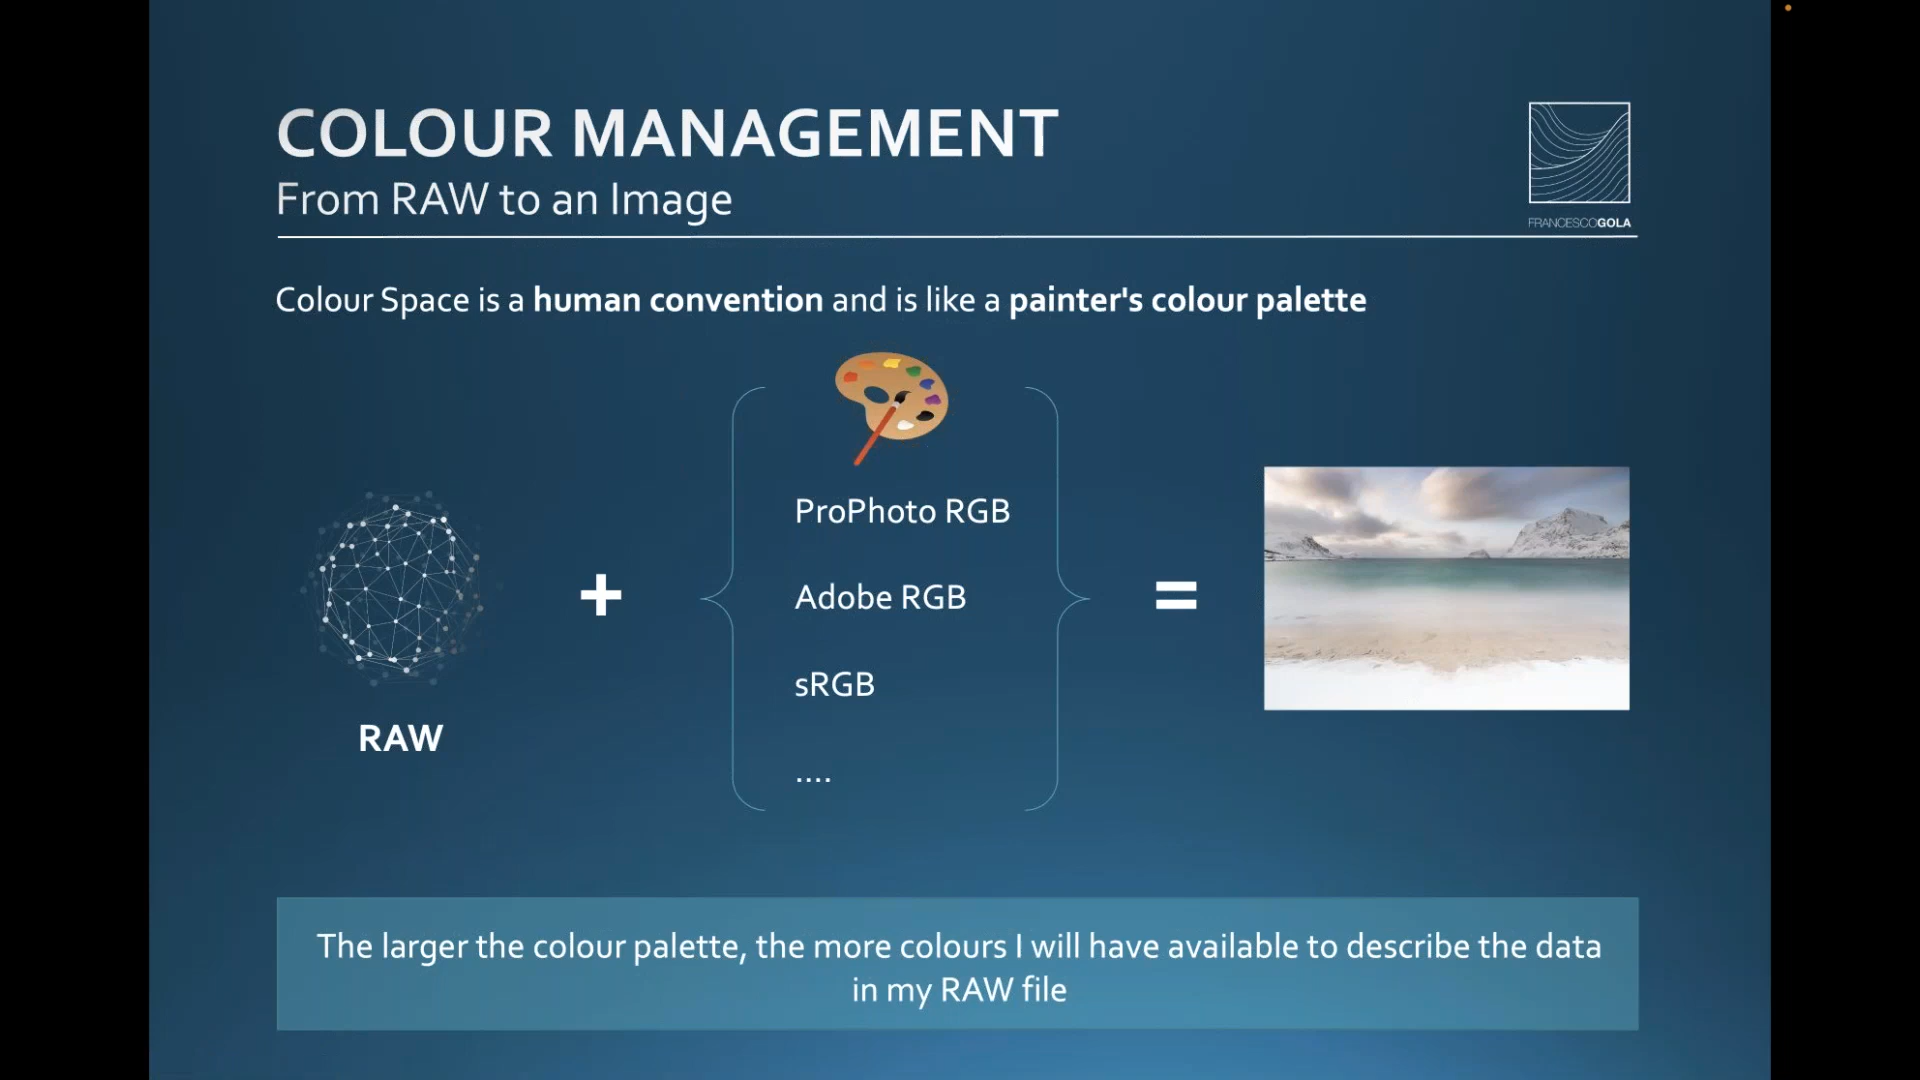 COLOUR MANAGEMENT
From RAW to an Image
FRANCESCOGOLA
Colour Space is a human convention and is like a painter's colour palette
ProPhoto RGB
Adobe RGB
sRGB
....
+
=
RAW
The larger the colour palette, the more colours I will have available to describe the data
in my RAW file